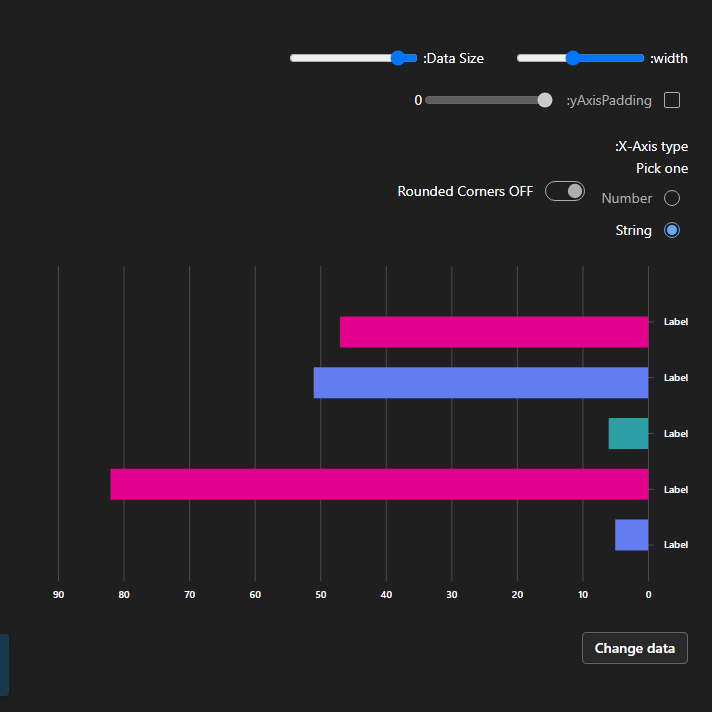 :width
:Data Size
:yAxisPadding
0
:X-Axis type
Pick one
Number
Rounded Corners OFF
String
Label
Label
Label
Label
Label
90 80 70 60 50 40 30 20 10 0
Change data